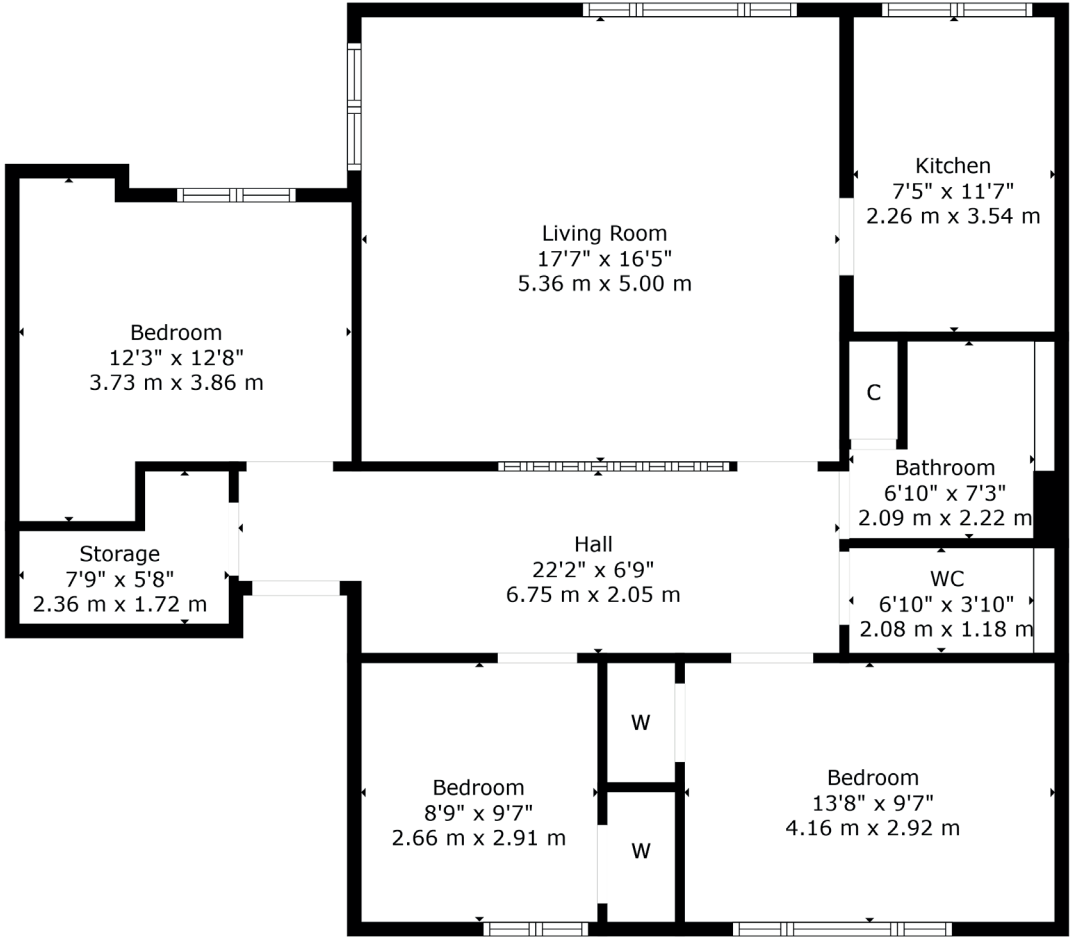 Kitchen
7'5" x 11'7"
2.26 m x 3.54 m
Living Room
17'7" x 16'5"
5.36 m x 5.00 m
Bedroom
12'3" x 12'8"
3.73 m x 3.86 m
C
Bathroom
6'10" x 7'3"
2.09 m x 2.22 m
Storage
7'9" x 5'8"
2.36 m x 1.72 m
Hall
22'2" x 6'9"
6.75 m x 2.05 m
WC
6'10" x 3'10"
2.08 m x 1.18 m
W
Bedroom
8'9" x 9'7"
2.66 m x 2.91 m
W
Bedroom
13'8" x 9'7"
4.16 m x 2.92 m